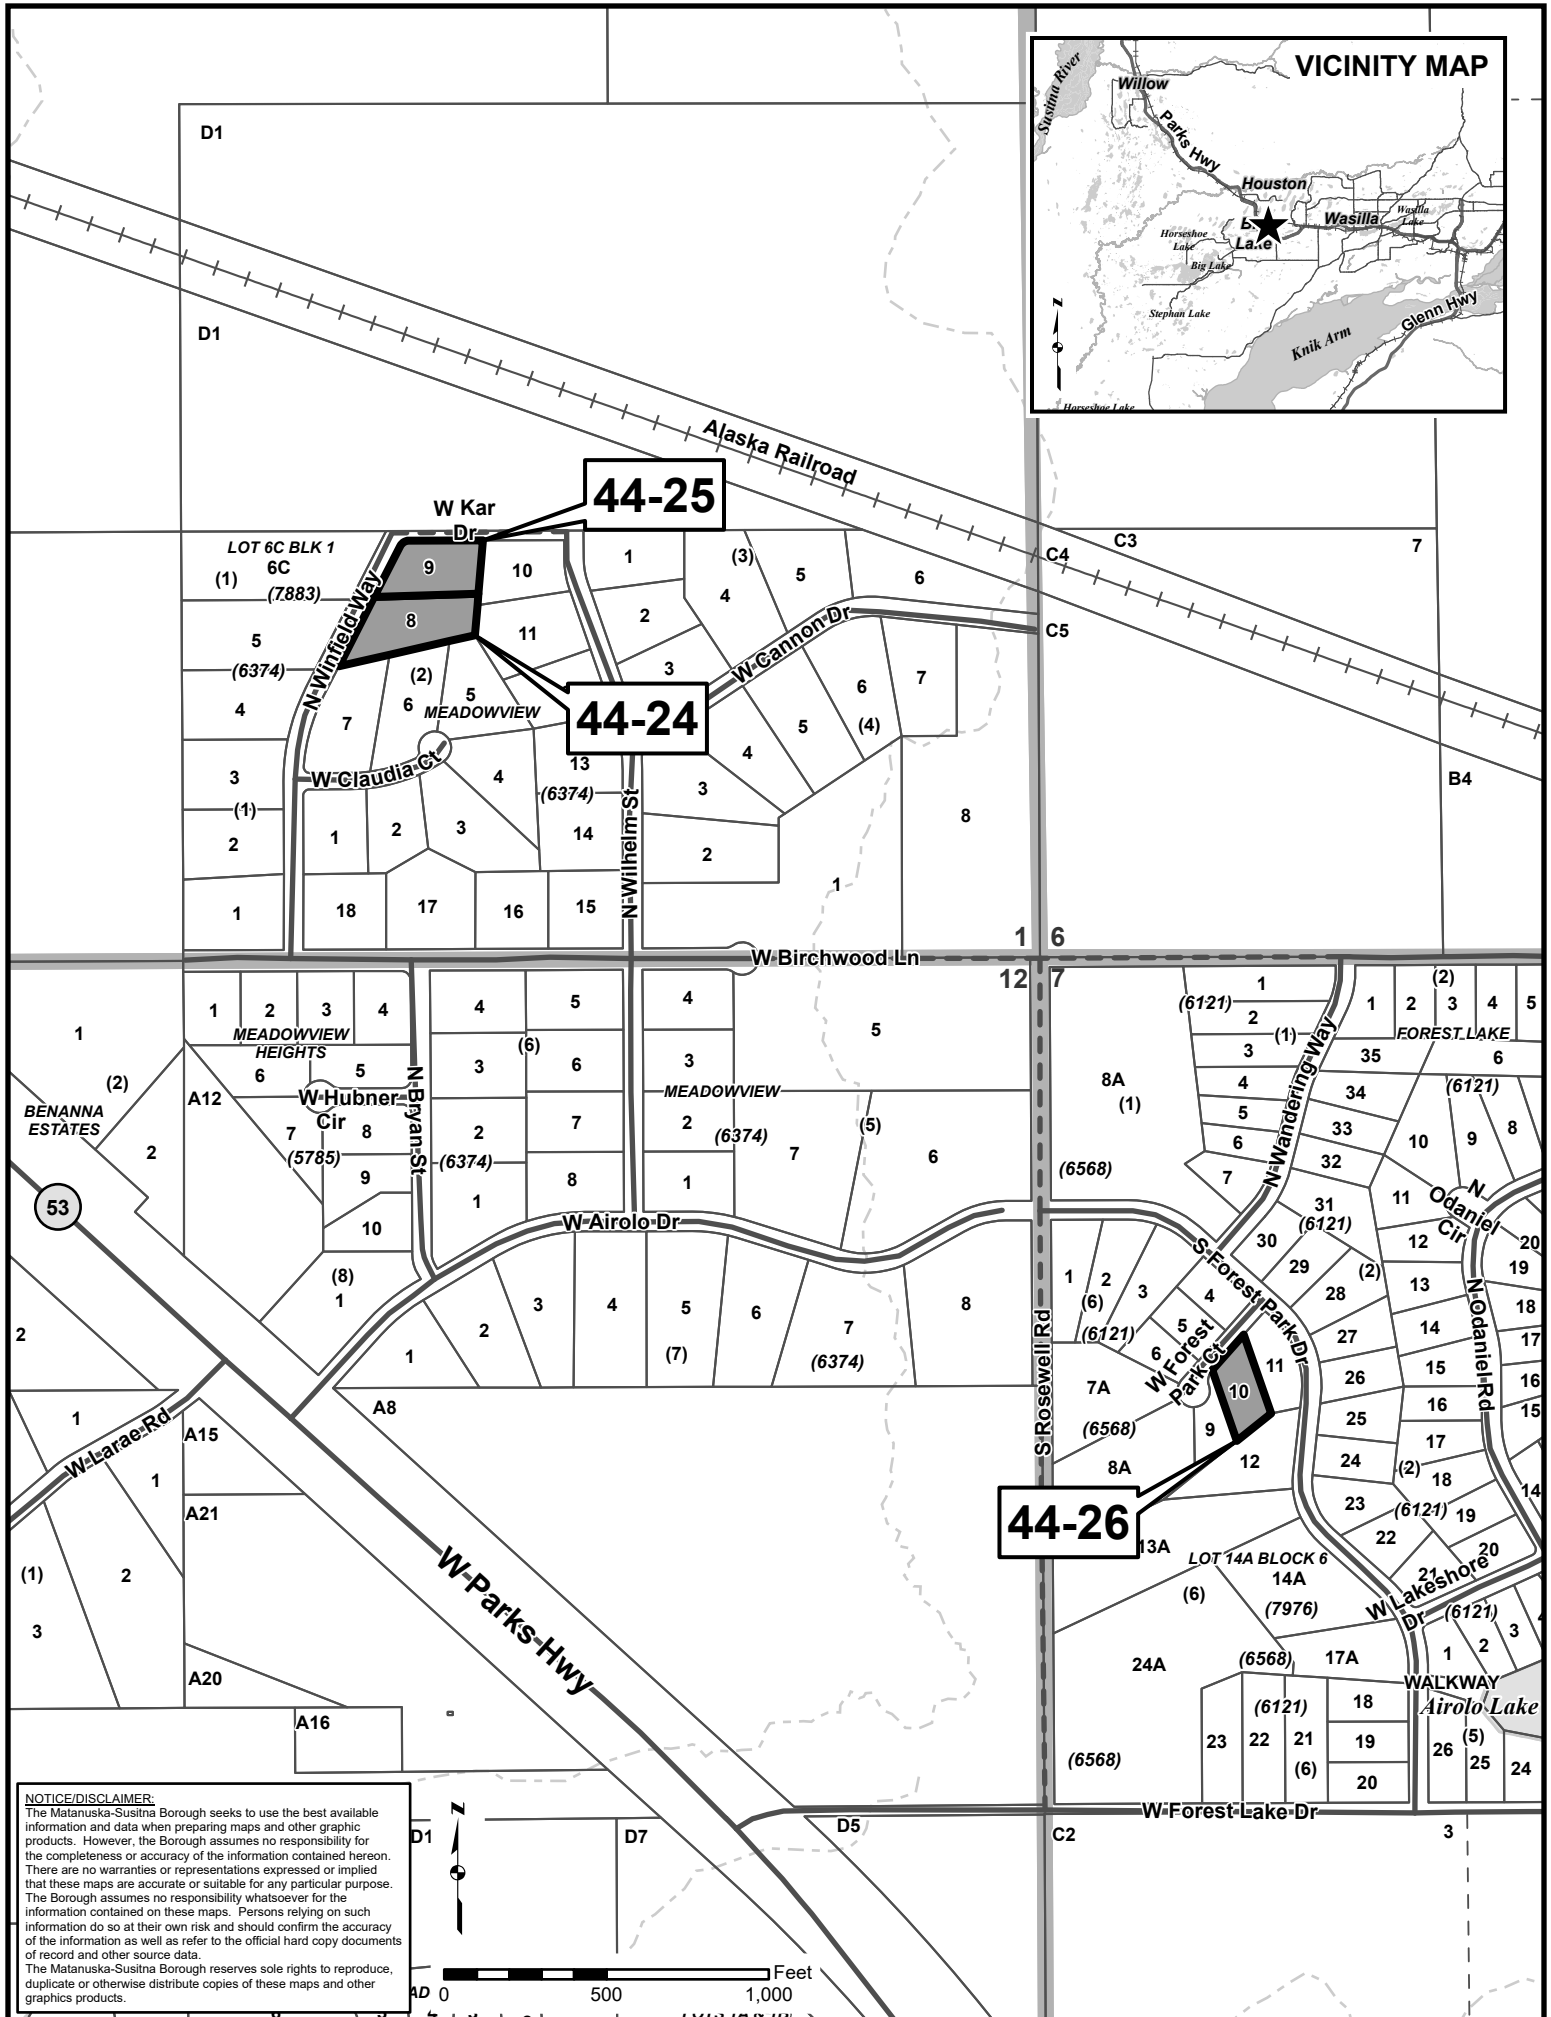 VICINITY MAP
Susitna River
Willow
Parks Hwy
Houston
Wasilla
Wasilla
Lake
Horseshoe
Lake
Lake
Big Lake
Stephan Lake
Knik Arm
Glenn Hwy
Horseshoe Lake
Z
D1
D1
Alaska Railroad
44-25
W Kar
Dr
LOT 6C BLK 1
6C
(1)
(7883)
9
10
1
(3)
5
6
4
C4
C3
7
8
5
(6374)
N Winfield Way
11
2
3
W Cannon Dr
C5
(2)
6
5
MEADOWVIEW
7
4
44-24
6
(4)
7
5
4
3
W Claudia Ct
4
13
(6374)
3
B4
(1)
2
1
2
3
14
N Wilhelm St
2
8
1
1
18
17
16
15
1
6
W Birchwood Ln
12
7
1
(2)
BENANNA
ESTATES
2
1
2
3
4
MEADOWVIEW
HEIGHTS
6
5
A12
W Hubner
Cir
7
8
(5785)
9
10
(8)
1
N Bryan St
4
5
(6)
3
6
2
7
(6374)
8
1
4
3
MEADOWVIEW
2
(6374)
1
5
7
(5)
6
W Airolo Dr
53
2
1
2
3
4
5
6
7
8
(7)
(6374)
A8
8A
(1)
(6568)
(6121)
1
2
(1)
3
4
5
6
7
N Wandering Way
1
2
(2)
3
4
5
FOREST LAKE
35
6
34
(6121)
33
10
9
8
32
31
(6121)
11
N
Odaniel
Cir
12
20
30
29
(2)
28
13
19
18
14
17
27
15
16
26
16
15
25
17
24
(2)
18
14
23
(6121)
19
22
20
21
N Odaniel Rd
S Forest Park Dr
S Rosewell Rd
1
2
(6)
3
(6121)
4
5
6
W Forest
Park Ct
11
10
7A
(6568)
9
8A
12
44-26
13A
LOT 14A BLOCK 6
14A
(7976)
(6)
W Lakeshore
Dr
(6121)
1
2
3
24A
(6568)
17A
WALKWAY
Airolo Lake
(6121)
18
23
22
21
19
(6)
20
(6568)
26
(5)
25
24
W Forest Lake Dr
1
W Larae Rd
A15
1
A21
(1)
2
3
A20
A16
W Parks Hwy
D1
D7
D5
C2
3
NOTICE/DISCLAIMER:
The Matanuska-Susitna Borough seeks to use the best available
information and data when preparing maps and other graphic
products. However, the Borough assumes no responsibility for
the completeness or accuracy of the information contained hereon.
There are no warranties or representations expressed or implied
that these maps are accurate or suitable for any particular purpose.
The Borough assumes no responsibility whatsoever for the
information contained on these maps. Persons relying on such
information do so at their own risk and should confirm the accuracy
of the information as well as refer to the official hard copy documents
of record and other source data.
The Matanuska-Susitna Borough reserves sole rights to reproduce,
duplicate or otherwise distribute copies of these maps and other
graphics products.
Z
Feet
0
500
1,000
AD